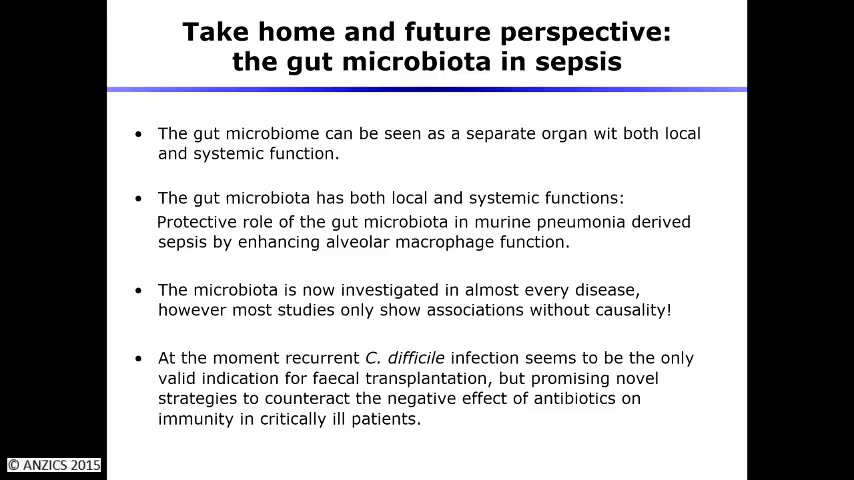 Take home and future perspective:
the gut microbiota in sepsis
• The gut microbiome can be seen as a separate organ wit both local
and systemic function.
• The gut microbiota has both local and systemic functions:
Protective role of the gut microbiota in murine pneumonia derived
sepsis by enhancing alveolar macrophage function.
• The microbiota is now investigated in almost every disease,
however most studies only show associations without causality!
• At the moment recurrent C. difficile infection seems to be the only
valid indication for faecal transplantation, but promising novel
strategies to counteract the negative effect of antibiotics on
immunity in critically ill patients.
© ANZICS 2015